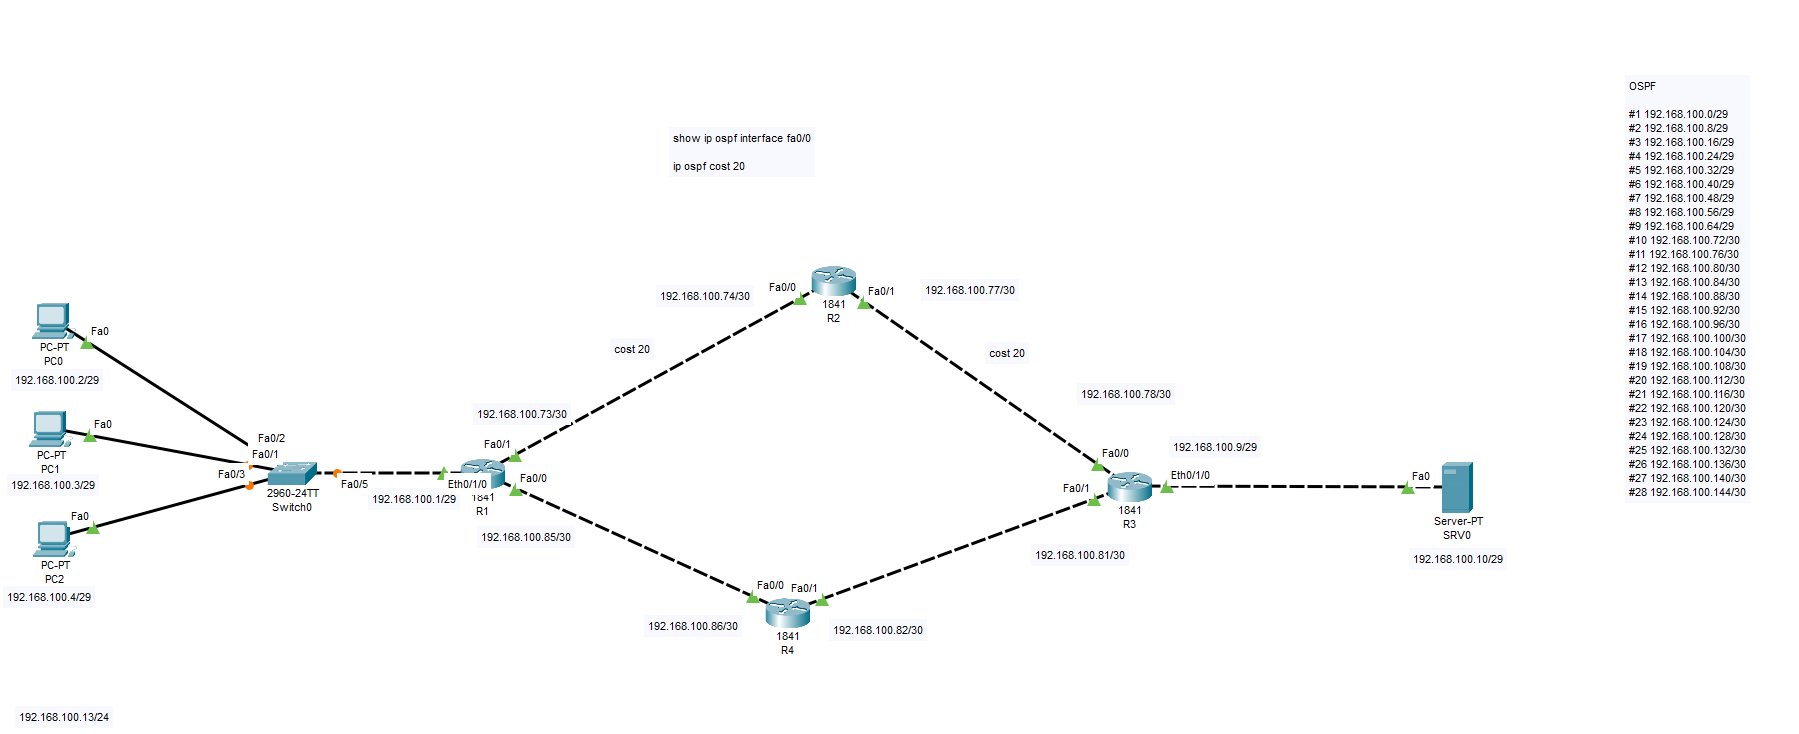 OSPF
#1 192.168.100.0/29
#2 192.168.100.8/29
#3 192.168.100.16/29
#4 192.168.100.24/29
#5 192.168.100.32/29
#6 192.168.100.40/29
#7 192.168.100.48/29
#8 192.168.100.56/29
#9 192.168.100.64/29
#10 192.168.100.72/30
#11 192.168.100.76/30
#12 192.168.100.80/30
#13 192.168.100.84/30
#14 192.168.100.88/30
#15 192.168.100.92/30
#16 192.168.100.96/30
#17 192.168.100.100/30
#18 192.168.100.104/30
#19 192.168.100.108/30
#20 192.168.100.112/30
#21 192.168.100.116/30
#22 192.168.100.120/30
#23 192.168.100.124/30
#24 192.168.100.128/30
#25 192.168.100.132/30
#26 192.168.100.136/30
#27 192.168.100.140/30
#28 192.168.100.144/30
show ip ospf interface fa0/0
ip ospf cost 20
Fa0/0
Fa0/1
1841
R2
192.168.100.74/30
192.168.100.77/30
cost 20
cost 20
192.168.100.78/30
192.168.100.73/30
Fa0
PC-PT
PC0
192.168.100.2/29
Fa0
PC-PT
PC1
192.168.100.3/29
Fa0
PC-PT
PC2
192.168.100.4/29
Fa0/2
Fa0/1
Fa0/3
Fa0/5
2960-24TT
Switch0
192.168.100.1/29
Fa0/1
Eth0/1/0
Fa0/0
1841
R1
192.168.100.85/30
Fa0/0
Fa0/1
1841
R4
192.168.100.86/30
192.168.100.82/30
192.168.100.9/29
Fa0/0
Eth0/1/0
Fa0/1
1841
R3
192.168.100.81/30
Fa0
Server-PT
SRV0
192.168.100.10/29
192.168.100.13/24